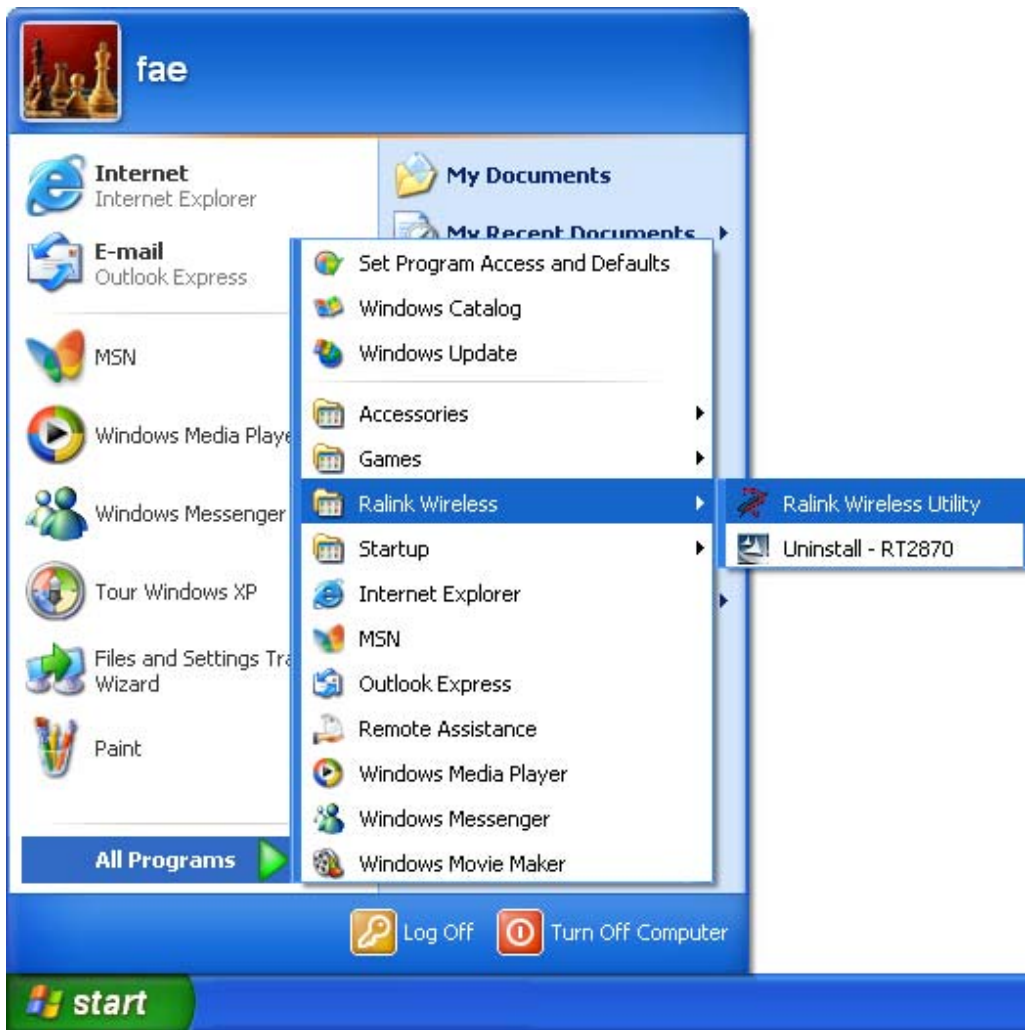 fae
Internet
Internet Explorer
E-mail
Outlook Express
MSN
Windows Media Playe
Windows Messenger
Tour Windows XP
Files and Settings Tra
Wizard
Paint
All Programs
My Documents
My Recent Documents
Set Program Access and Defaults
Windows Catalog
Windows Update
Accessories
Games
Ralink Wireless
Startup
Internet Explorer
MSN
Outlook Express
Remote Assistance
Windows Media Player
Windows Messenger
Windows Movie Maker
Ralink Wireless Utility
Uninstall - RT2870
Log Off
Turn Off Computer
start